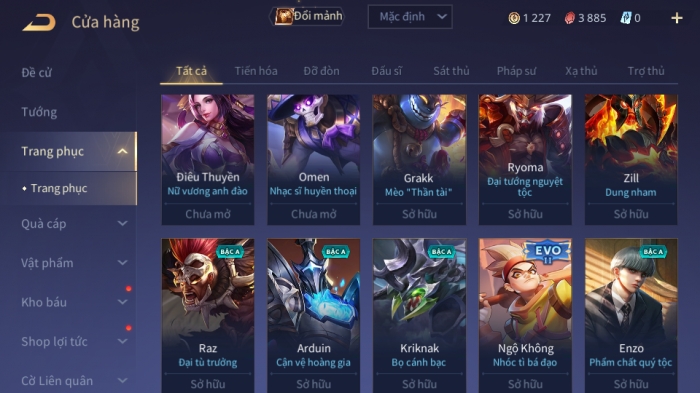 Cửa hàng
Đổi mảnh
Mặc định
1 227
3 885
0
Đề cử
Tướng
Trang phục
Trang phục
Quà cáp
Vật phẩm
Kho báu
Shop lợi tức
Cờ Liên quân
Tất cả
Tiến hóa
Đỡ đòn
Đấu sĩ
Sát thủ
Pháp sư
Xạ thủ
Trợ thủ
Điêu Thuyền
Nữ vương anh đào
Chưa mở
Omen
Nhạc sĩ huyền thoại
Chưa mở
Grakk
Mèo "Thần tài"
Sở hữu
Ryoma
Đại tướng nguyệt
tộc
Sở hữu
Zill
Dung nham
Sở hữu
BẬC A
Raz
Đại tù trưởng
Sở hữu
BẬC A
Arduin
Cận vệ hoàng gia
Sở hữu
BẬC A
Kriknak
Bọ cánh bạc
Sở hữu
EVO
Ngộ Không
Nhóc tì bá đạo
Sở hữu
BẬC A
Enzo
Phẩm chất quý tộc
Sở hữu